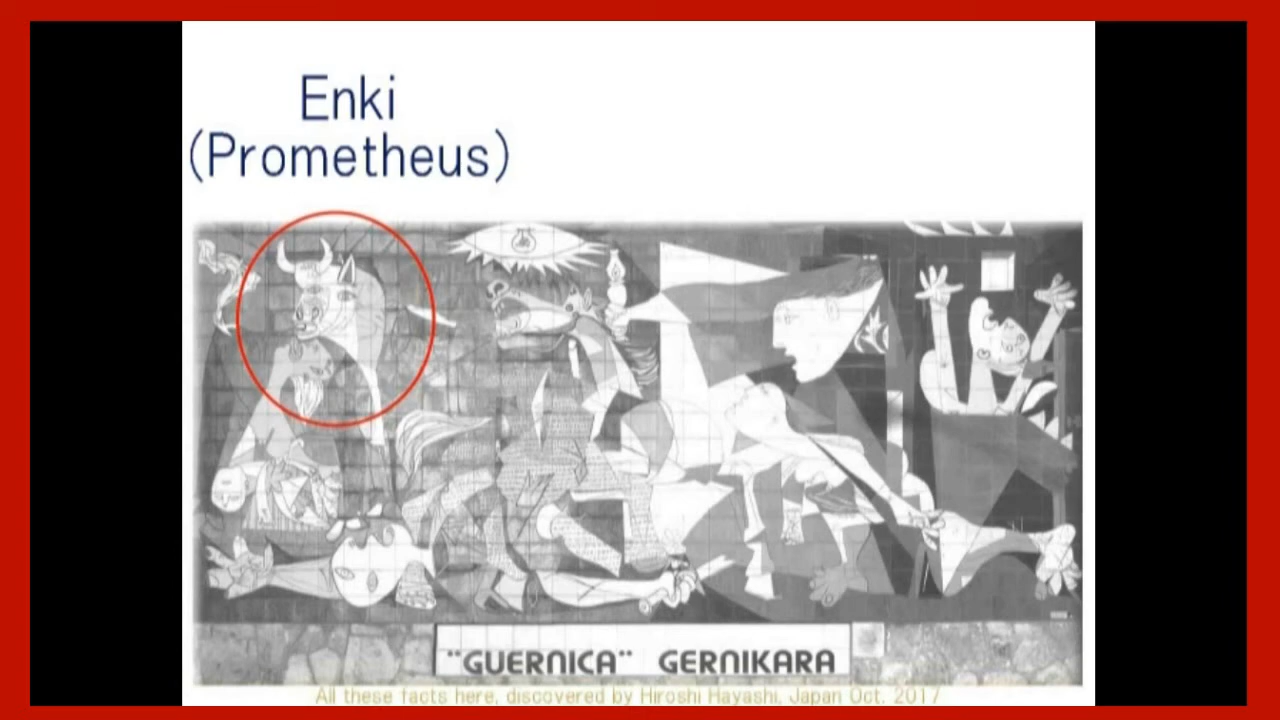 Enki
(Prometheus)
"GUERNICA" GERNIKARA
All these facts here, discovered by Hiroshi Hayashi, Japan Oct. 2017